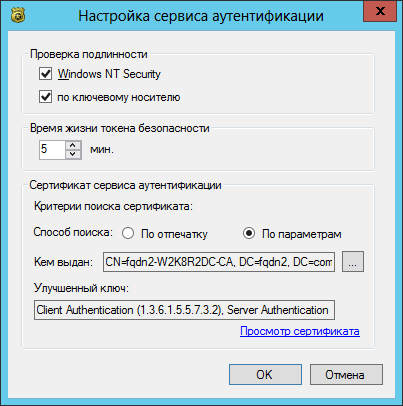 Настройка сервиса аутентификации
x
Проверка подлинности
Windows NT Security
по ключевому носителю
Время жизни токена безопасности
5 мин.
Сертификат сервиса аутентификации
Критерии поиска сертификата:
Способ поиска: По отпечатку По параметрам
Кем выдан: CN=fqdn2-W2K8R2DC-CA, DC=fqdn2, DC=com ...
Улучшенный ключ:
Client Authentication (1.3.6.1.5.5.7.3.2), Server Authentication
Просмотр сертификата
OK Отмена